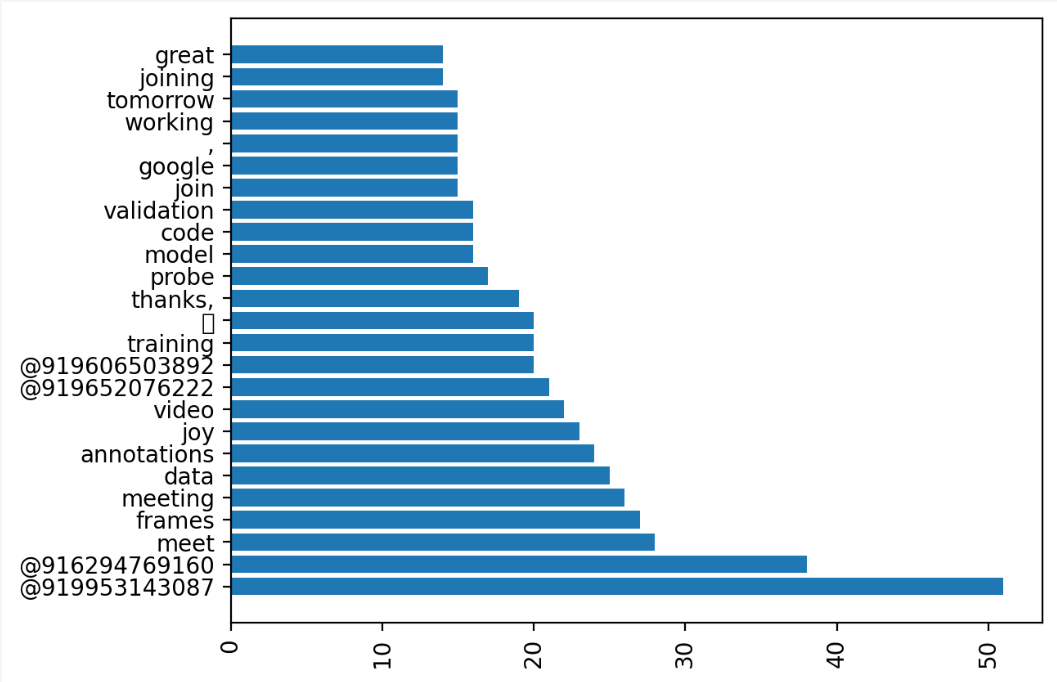 great
joining
tomorrow
working
,
google
join
validation
code
model
probe
thanks,
training
@919606503892
@919652076222
video
joy
annotations
data
meeting
frames
meet
@916294769160
@919953143087
0 10 20 30 40 50